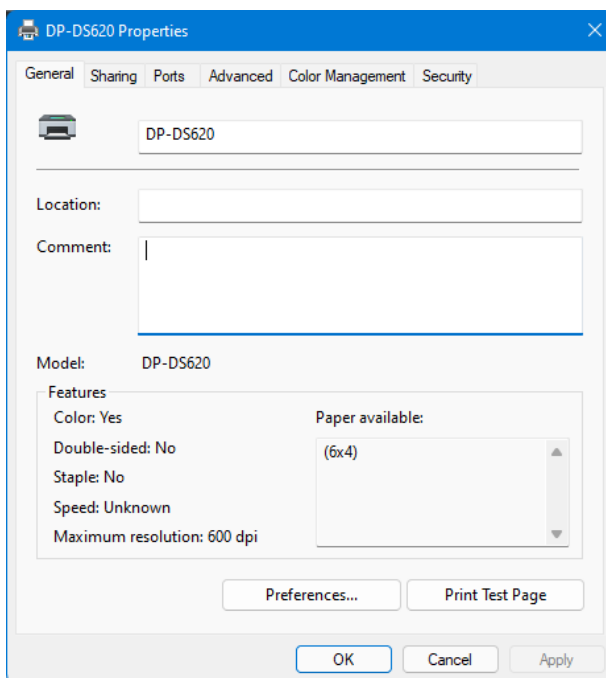 DP-DS620 Properties
General Sharing Ports Advanced Color Management Security
DP-DS620
Location:
Comment:
Model: DP-DS620
Features
Color: Yes
Double-sided: No
Staple: No
Speed: Unknown
Maximum resolution: 600 dpi
Paper available:
(6x4)
Preferences... Print Test Page
OK Cancel Apply